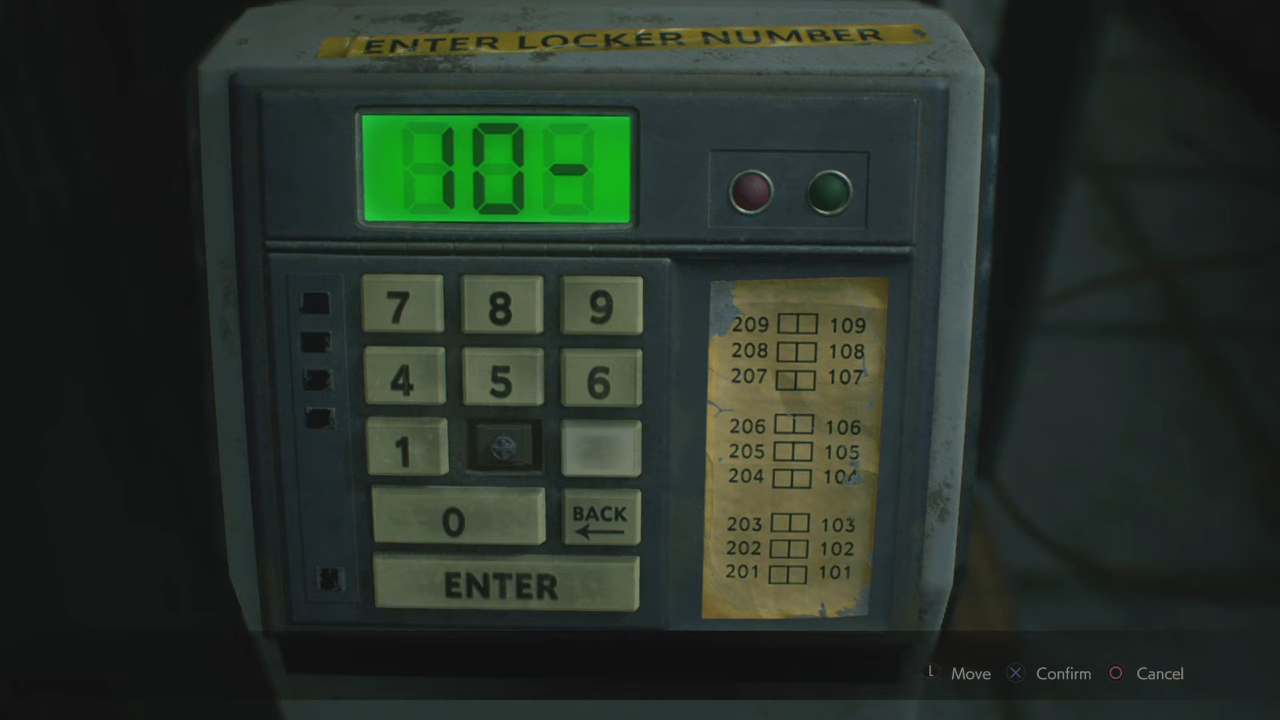 ENTER LOCKER NUMBER
10-
7 8 9
4 5 6
1
0 BACK
ENTER
209 109
208 108
207 107
206 106
205 105
204 104
203 103
202 102
201 101
L Move Confirm Cancel